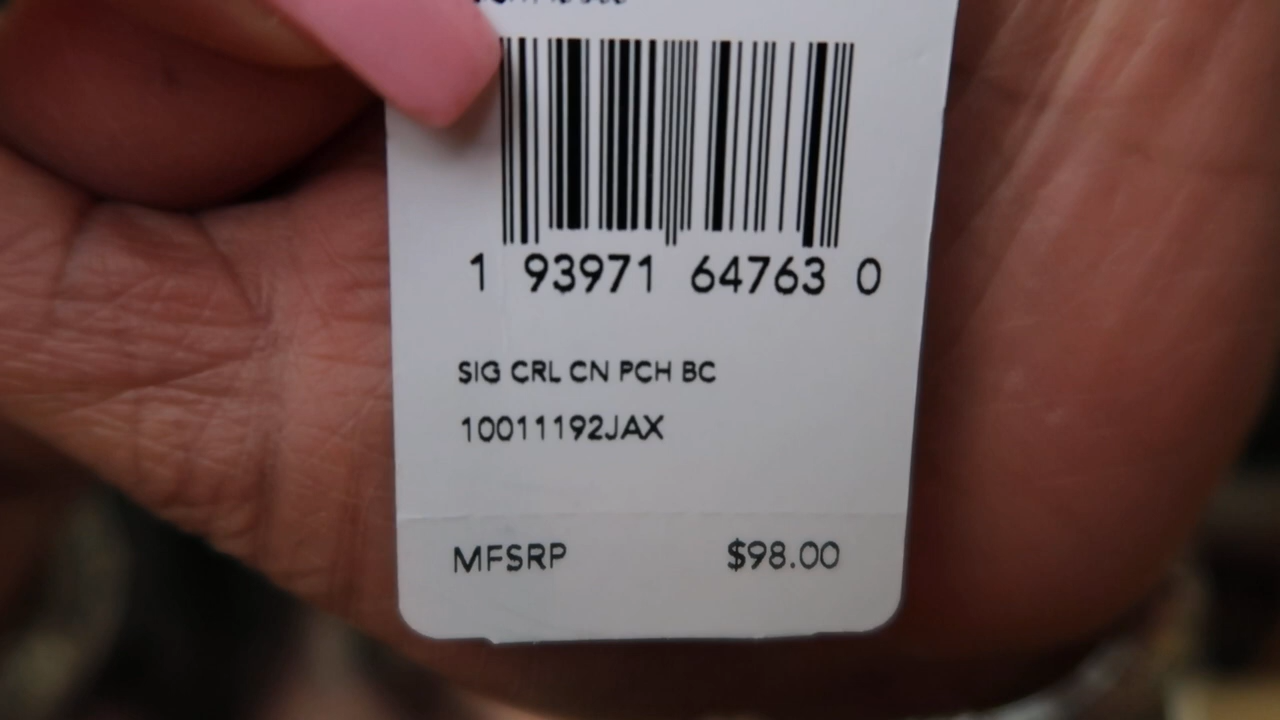 1 93971 64763 0
SIG CRL CN PCH BC
10011192JAX
MFSRP $98.00